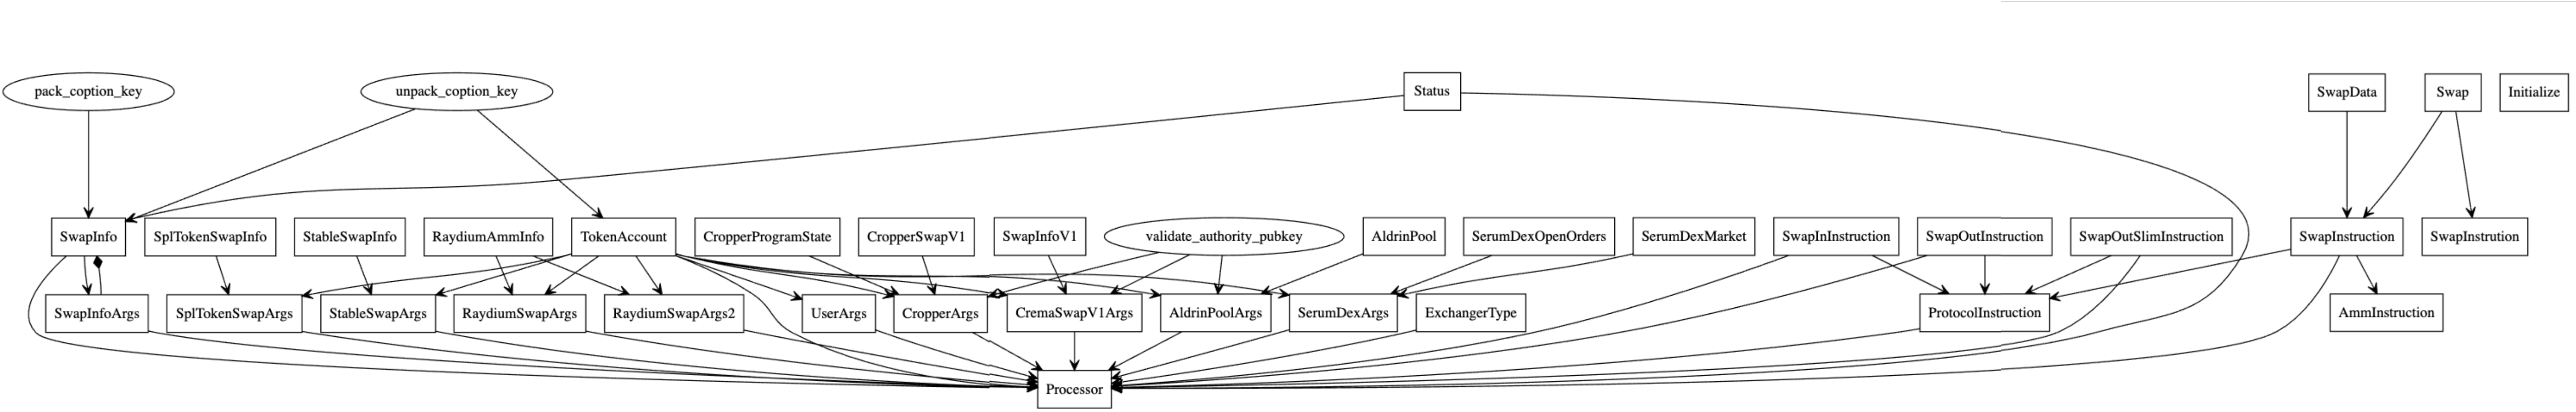 pack_coption_key
unpack_coption_key
Status
SwapData
Swap
Initialize
SwapInfo
SplTokenSwapInfo
StableSwapInfo
RaydiumAmmInfo
TokenAccount
CropperProgramState
CropperSwapV1
SwapInfoV1
validate_authority_pubkey
AldrinPool
SerumDexOpenOrders
SerumDexMarket
SwapInInstruction
SwapOutInstruction
SwapOutSlimInstruction
SwapInstruction
SwapInstrution
SwapInfoArgs
SplTokenSwapArgs
StableSwapArgs
RaydiumSwapArgs
RaydiumSwapArgs2
UserArgs
CropperArgs
CremaSwapV1Args
AldrinPoolArgs
SerumDexArgs
ExchangerType
ProtocolInstruction
AmmInstruction
Processor